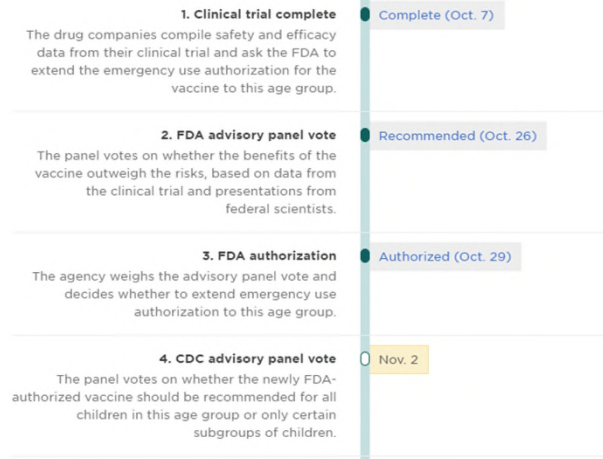 1. Clinical trial complete
Complete (Oct. 7)
The drug companies compile safety and efficacy
data from their clinical trial and ask the FDA to
extend the emergency use authorization for the
vaccine to this age group.
2. FDA advisory panel vote
Recommended (Oct. 26)
The panel votes on whether the benefits of the
vaccine outweigh the risks, based on data from
the clinical trial and presentations from
federal scientists.
3. FDA authorization
Authorized (Oct. 29)
The agency weighs the advisory panel vote and
decides whether to extend emergency use
authorization to this age group.
4. CDC advisory panel vote
Nov. 2
The panel votes on whether the newly FDA-
authorized vaccine should be recommended for all
children in this age group or only certain
subgroups of children.